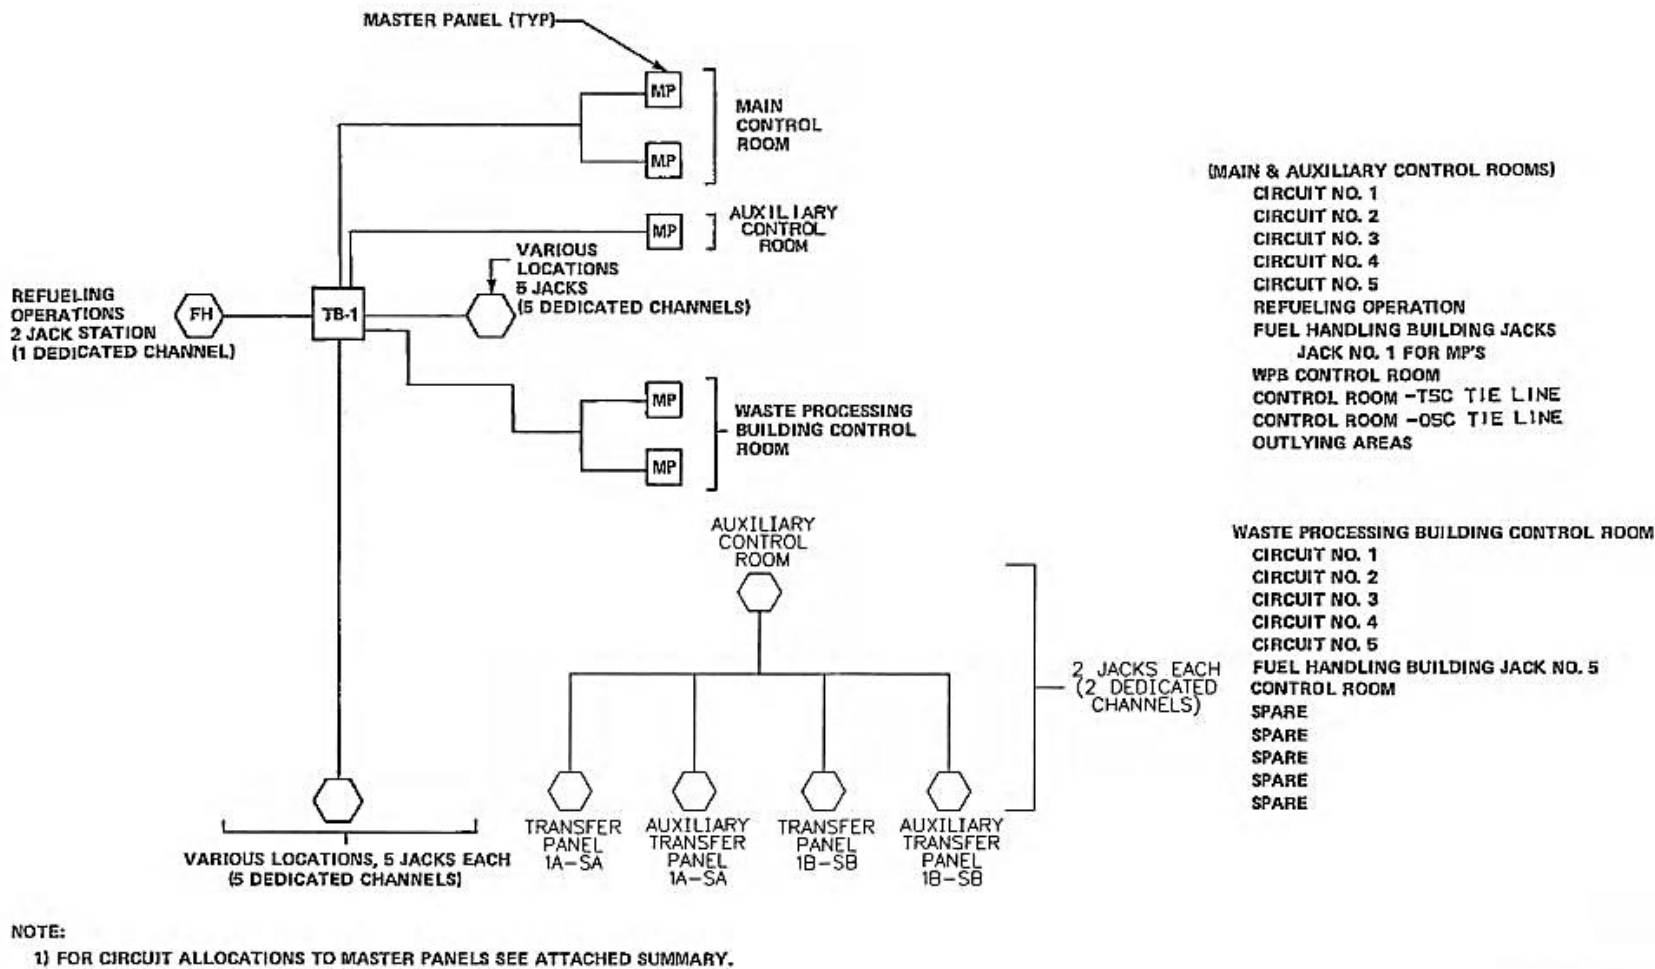 MASTER PANEL (TYP)
MP
MAIN
CONTROL
ROOM
MP
MP
AUXILIARY
CONTROL
ROOM
VARIOUS
LOCATIONS
5 JACKS
(5 DEDICATED CHANNELS)
REFUELING
OPERATIONS
2 JACK STATION
(1 DEDICATED CHANNEL)
FH
TB-1
MP
MP
WASTE PROCESSING
BUILDING CONTROL
ROOM
AUXILIARY
CONTROL
ROOM
2 JACKS EACH
(2 DEDICATED
CHANNELS)
TRANSFER
PANEL
1A-SA
AUXILIARY
TRANSFER
PANEL
1A-SA
TRANSFER
PANEL
1B-SB
AUXILIARY
TRANSFER
PANEL
1B-SB
VARIOUS LOCATIONS, 5 JACKS EACH
(5 DEDICATED CHANNELS)
(MAIN & AUXILIARY CONTROL ROOMS)
CIRCUIT NO. 1
CIRCUIT NO. 2
CIRCUIT NO. 3
CIRCUIT NO. 4
CIRCUIT NO. 5
REFUELING OPERATION
FUEL HANDLING BUILDING JACKS
JACK NO. 1 FOR MP'S
WPB CONTROL ROOM
CONTROL ROOM -TSC TIE LINE
CONTROL ROOM -OSC TIE LINE
OUTLYING AREAS
WASTE PROCESSING BUILDING CONTROL ROOM
CIRCUIT NO. 1
CIRCUIT NO. 2
CIRCUIT NO. 3
CIRCUIT NO. 4
CIRCUIT NO. 5
FUEL HANDLING BUILDING JACK NO. 5
CONTROL ROOM
SPARE
SPARE
SPARE
SPARE
SPARE
NOTE:
1) FOR CIRCUIT ALLOCATIONS TO MASTER PANELS SEE ATTACHED SUMMARY.